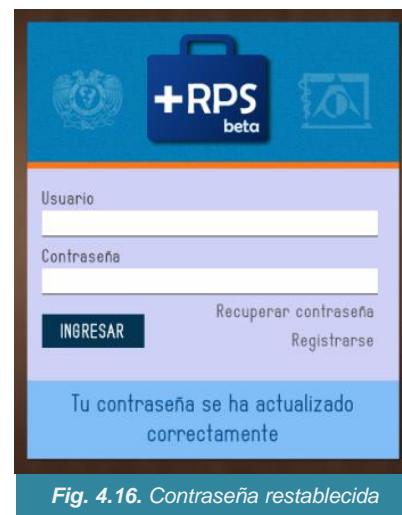 +RPS
beta
Usuario
Contraseña
INGRESAR
Recuperar contraseña
Registrarse
Tu contraseña se ha actualizado
correctamente
Fig. 4.16. Contraseña restablecida